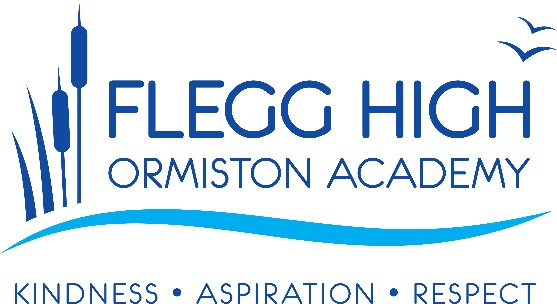 FLEGG HIGH
ORMISTON ACADEMY
KINDNESS • ASPIRATION • RESPECT